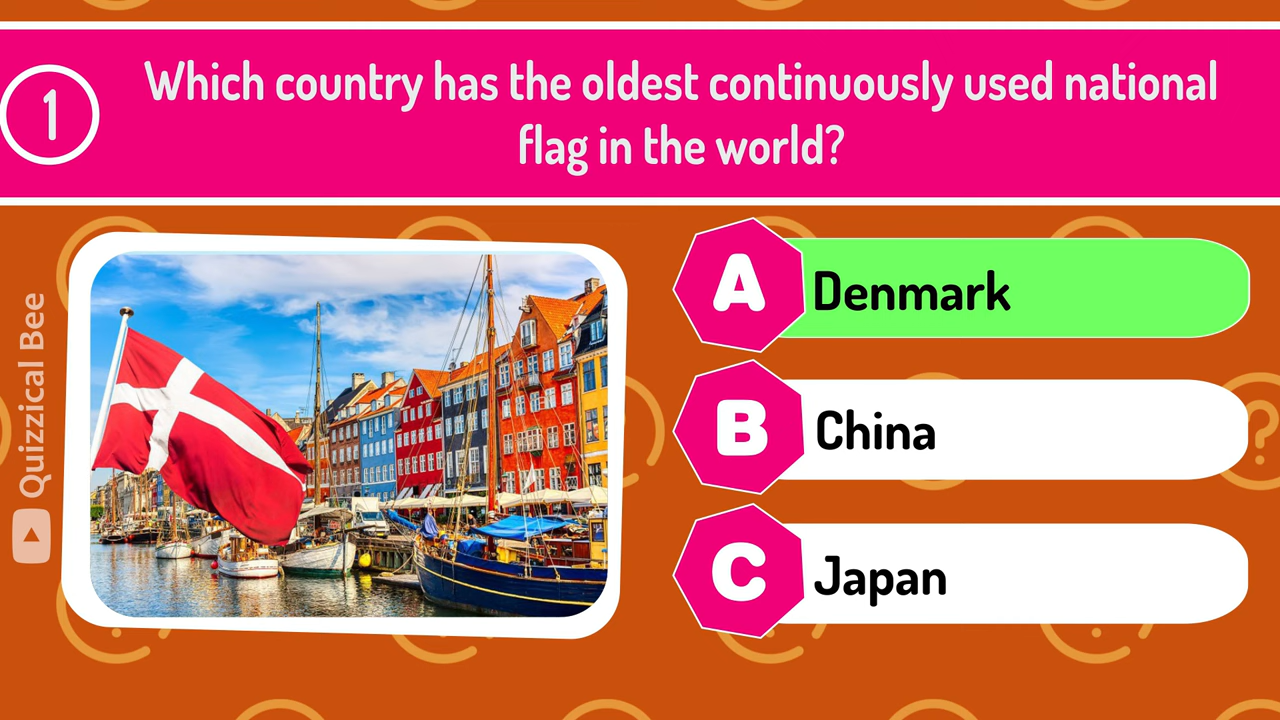 1
Which country has the oldest continuously used national
flag in the world?
A
Denmark
B
China
C
Japan
Quizzical Bee
?